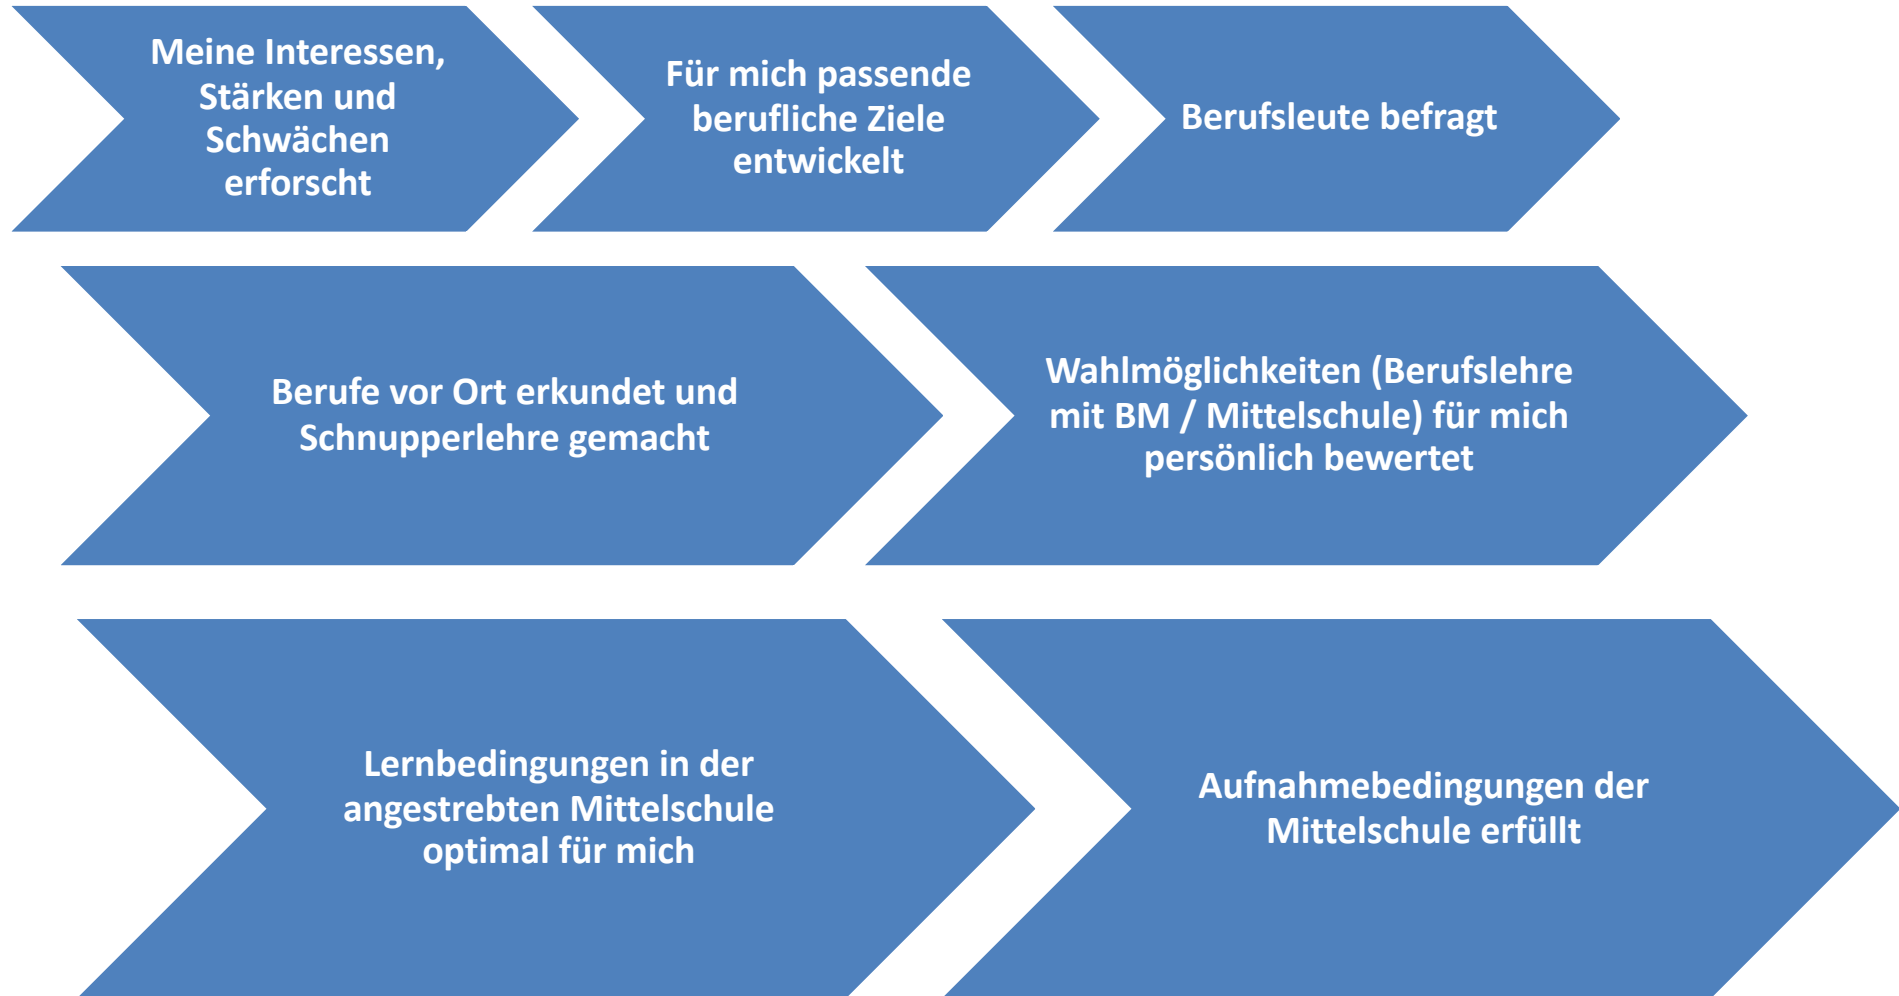 Meine Interessen,
Stärken und
Schwächen
erforscht
Für mich passende
berufliche Ziele
entwickelt
Berufsleute befragt
Berufe vor Ort erkundet und
Schnupperlehre gemacht
Wahlmöglichkeiten (Berufslehre
mit BM / Mittelschule) für mich
persönlich bewertet
Lernbedingungen in der
angestrebten Mittelschule
optimal für mich
Aufnahmebedingungen der
Mittelschule erfüllt